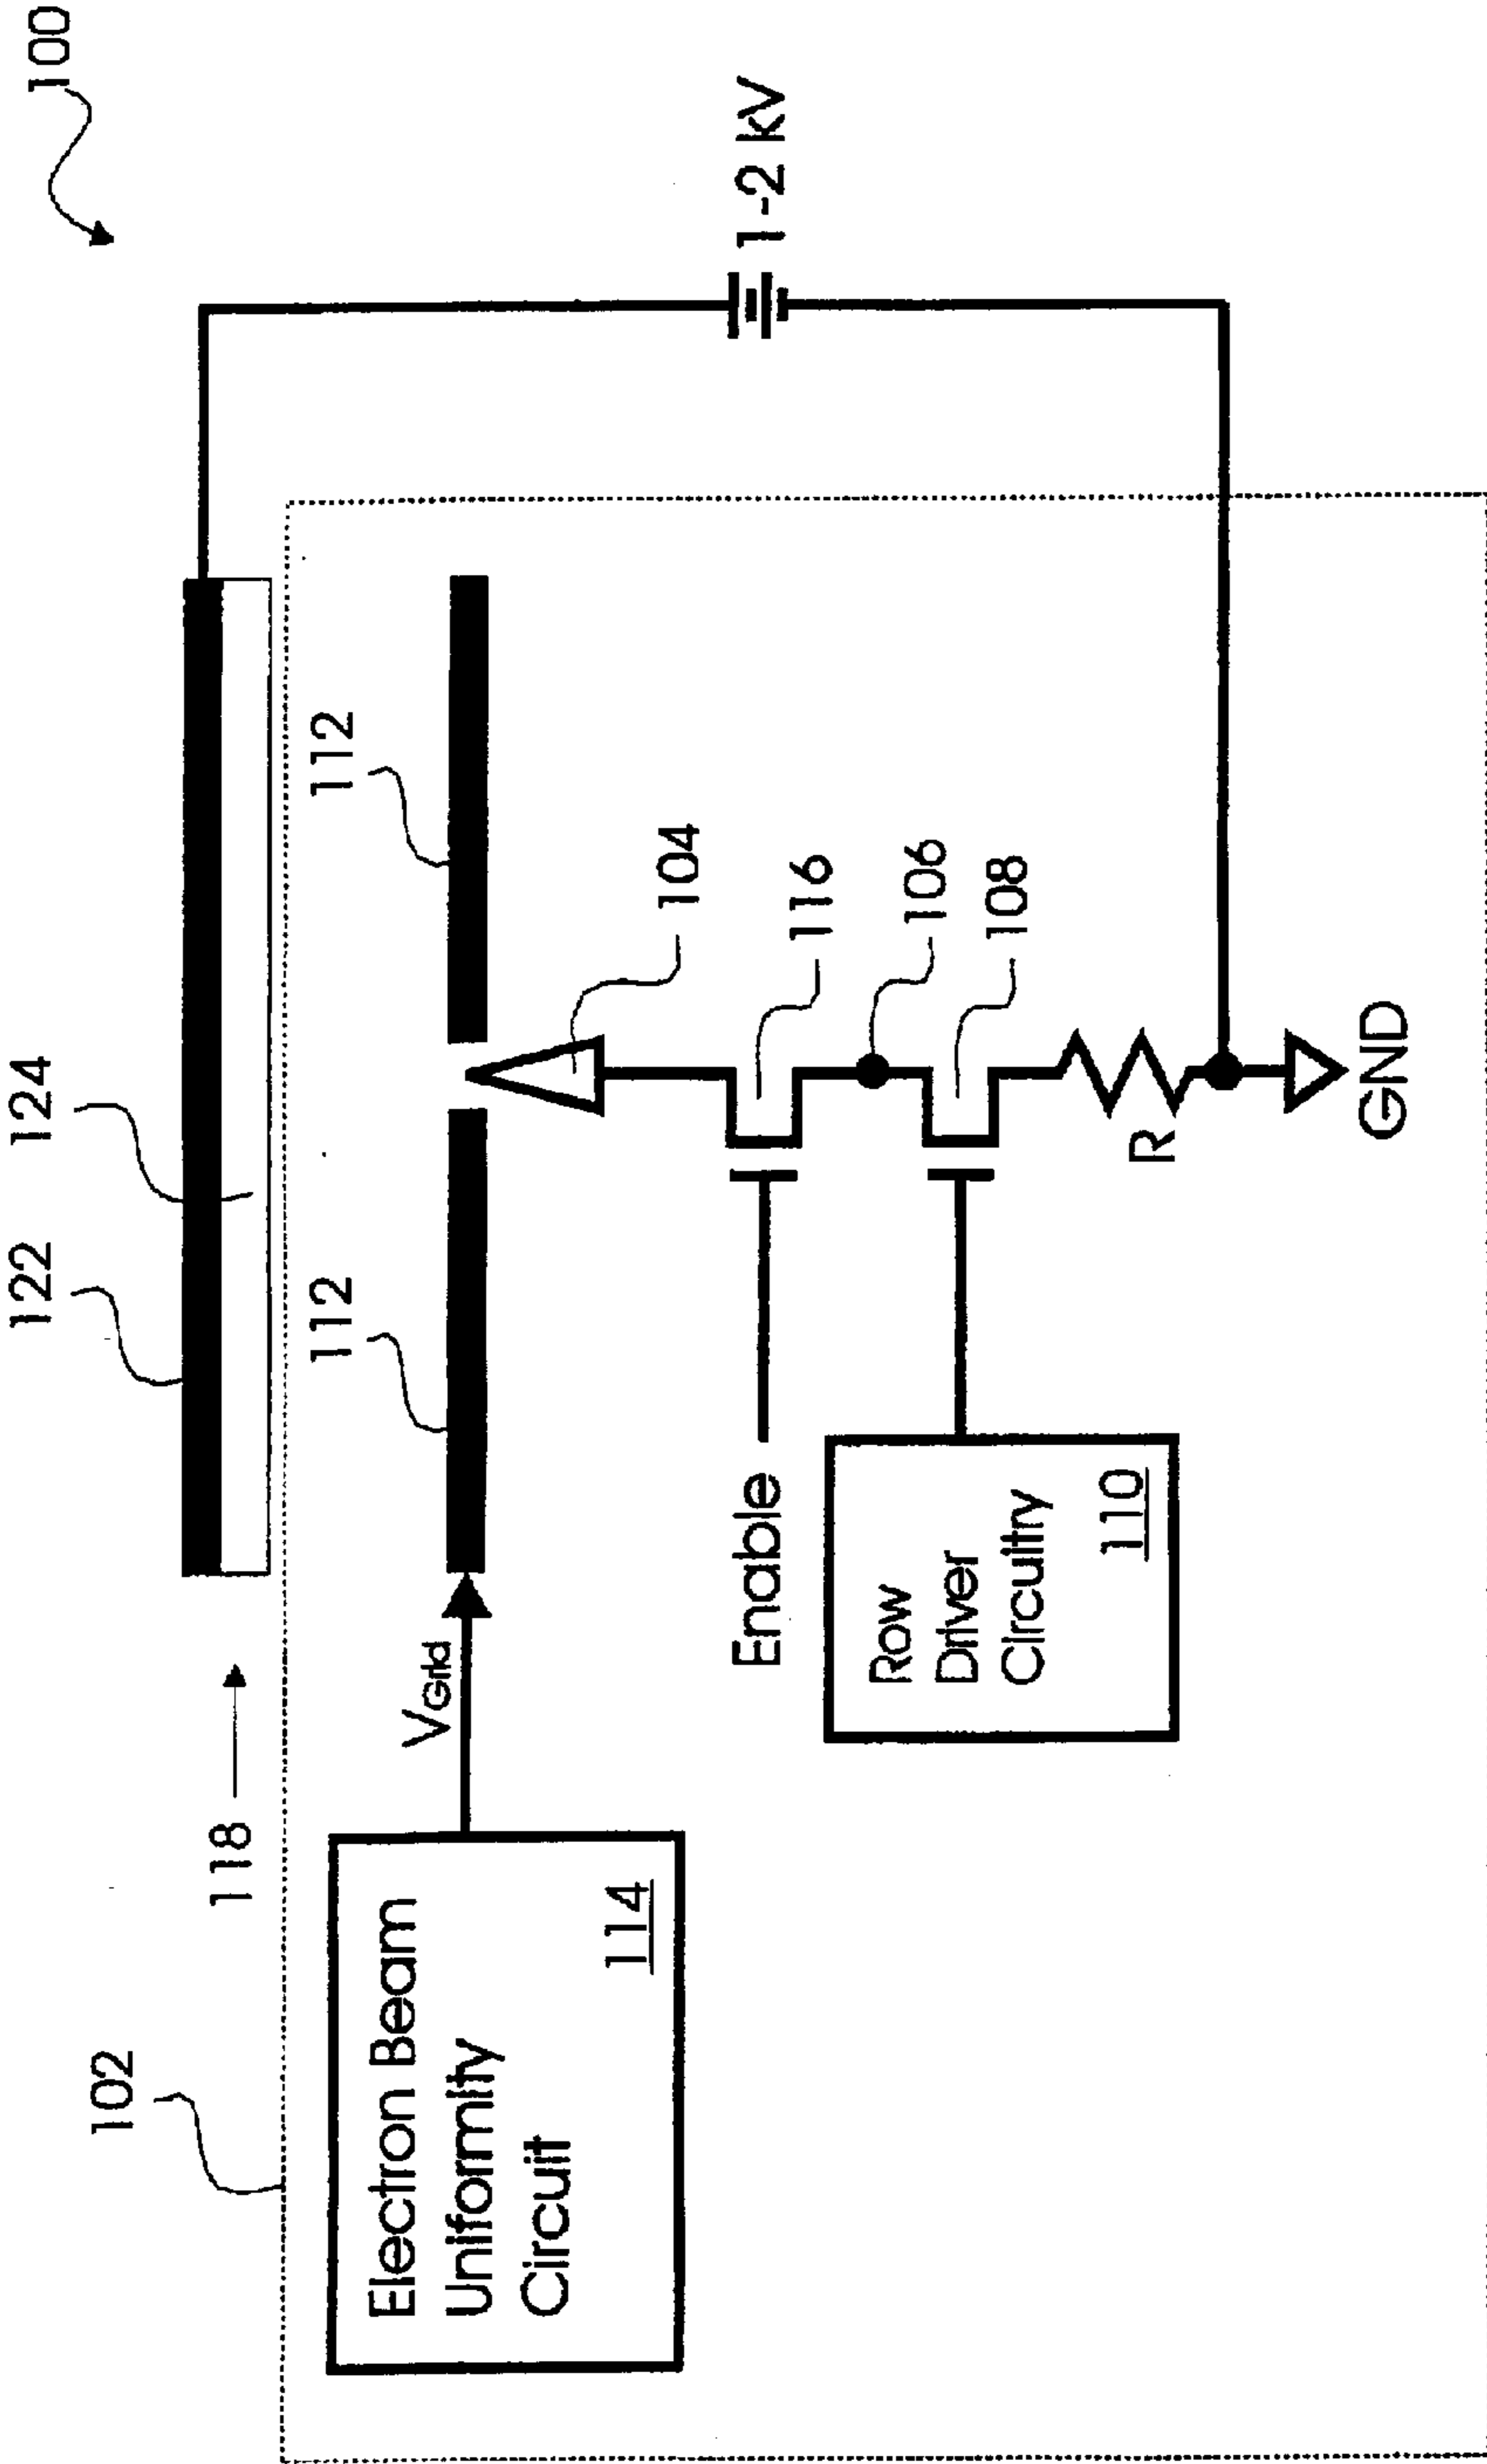 100
122
124
118
102
112
112
VGrid
Electron Beam
Uniformity
Circuit
114
1-2 kV
104
Enable
116
106
108
Row
Driver
Circuitry
110
R
GND